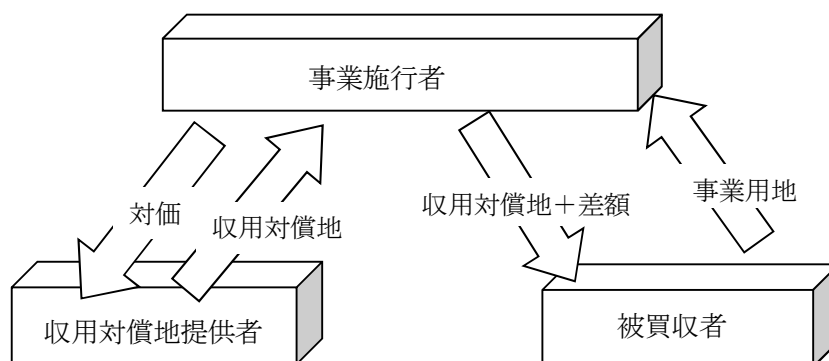 事業施行者
対価
収用対償地
収用対償地＋差額
事業用地
収用対償地提供者
被買収者